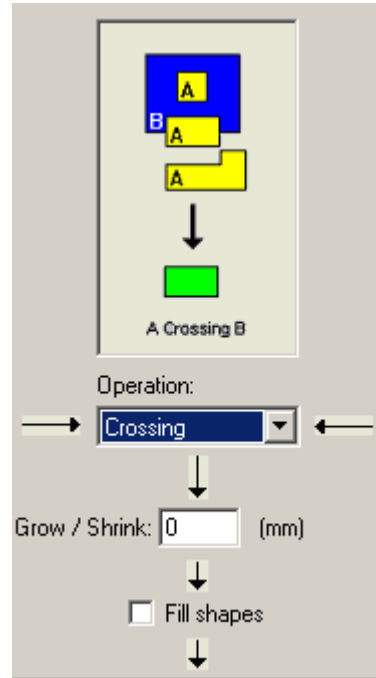 A
B
A
A
A Crossing B
Operation:
Crossing
Grow / Shrink: 0 (mm)
Fill shapes